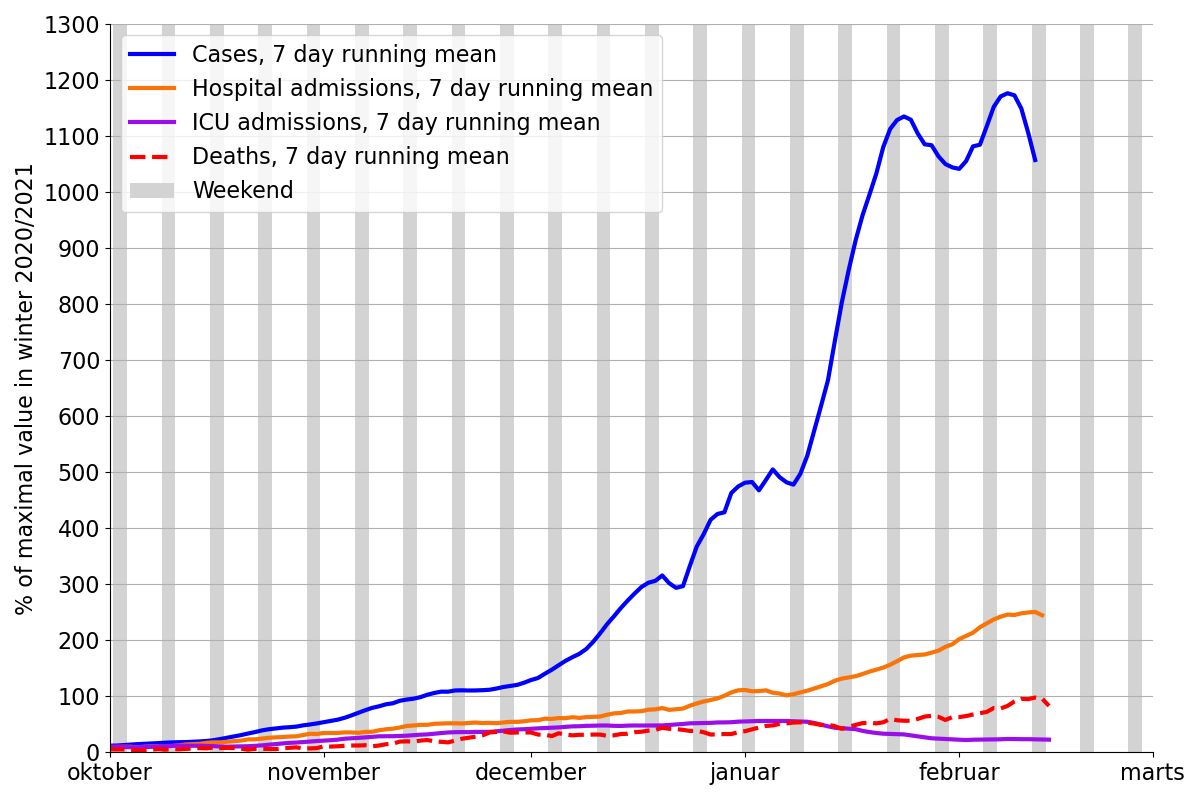 % of maximal value in winter 2020/2021
1300
1200
1100
1000
900
800
700
600
500
400
300
200
100
0
Cases, 7 day running mean
Hospital admissions, 7 day running mean
ICU admissions, 7 day running mean
Deaths, 7 day running mean
Weekend
oktober november december januar februar marts